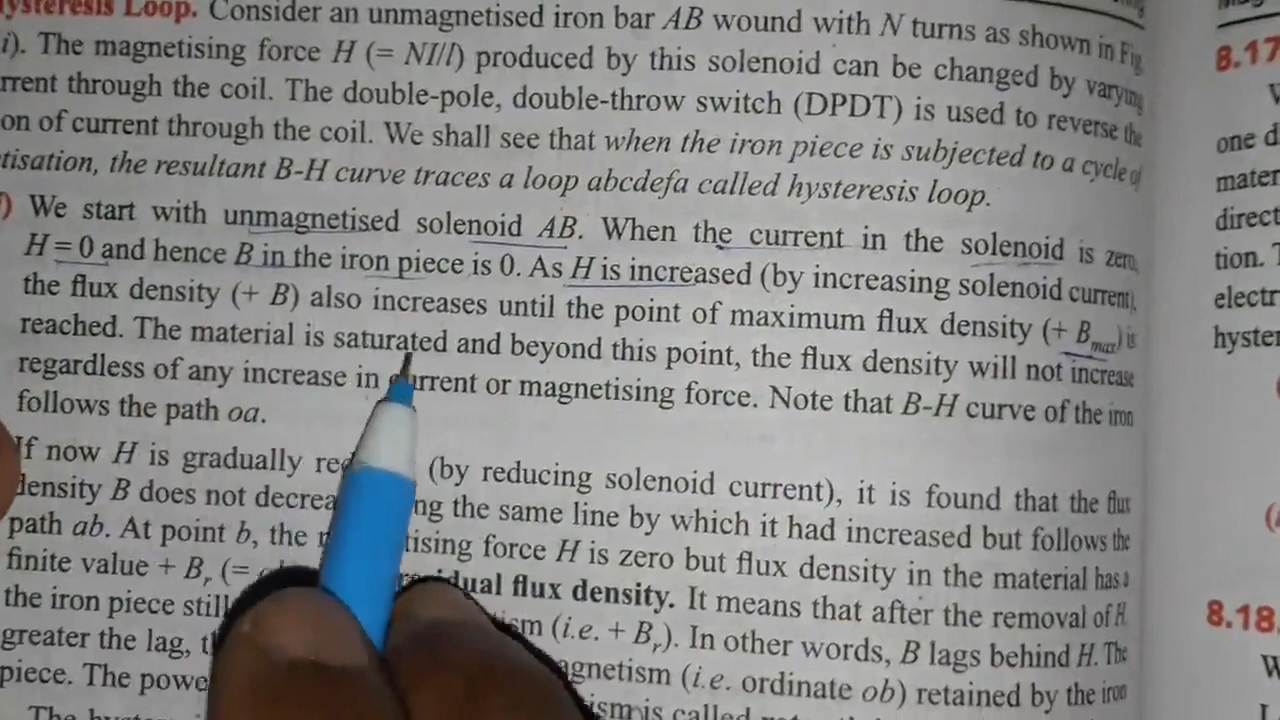 ysteresis Loop. Consider an unmagnetised iron bar AB wound with N turns as shown in Fig.
i). The magnetising force H (= NI/l) produced by this solenoid can be changed by varying
rrent through the coil. The double-pole, double-throw switch (DPDT) is used to reverse the
on of current through the coil. We shall see that when the iron piece is subjected to a cycle of
tisation, the resultant B-H curve traces a loop abcdefa called hysteresis loop.
) We start with unmagnetised solenoid AB. When the current in the solenoid is zero,
H = 0 and hence B in the iron piece is 0. As H is increased (by increasing solenoid current),
the flux density (+ B) also increases until the point of maximum flux density (+ Bmax) is
reached. The material is saturated and beyond this point, the flux density will not increase
regardless of any increase in current or magnetising force. Note that B-H curve of the iron
follows the path oa.
If now H is gradually (by reducing solenoid current), it is found that the flux
density B does not the same line by which it had increased but follows the
path ab. At point b, the tising force H is zero but flux density in the material has a
finite value + Br (= dual flux density. It means that after the removal of H
the iron piece still sm (i.e. + Br). In other words, B lags behind H. The
greater the lag, agnetism (i.e. ordinate ob) retained by the iron
piece. The ism is called
The
8.17
one d
mater
direct
tion.
electr
hyster
8.18.